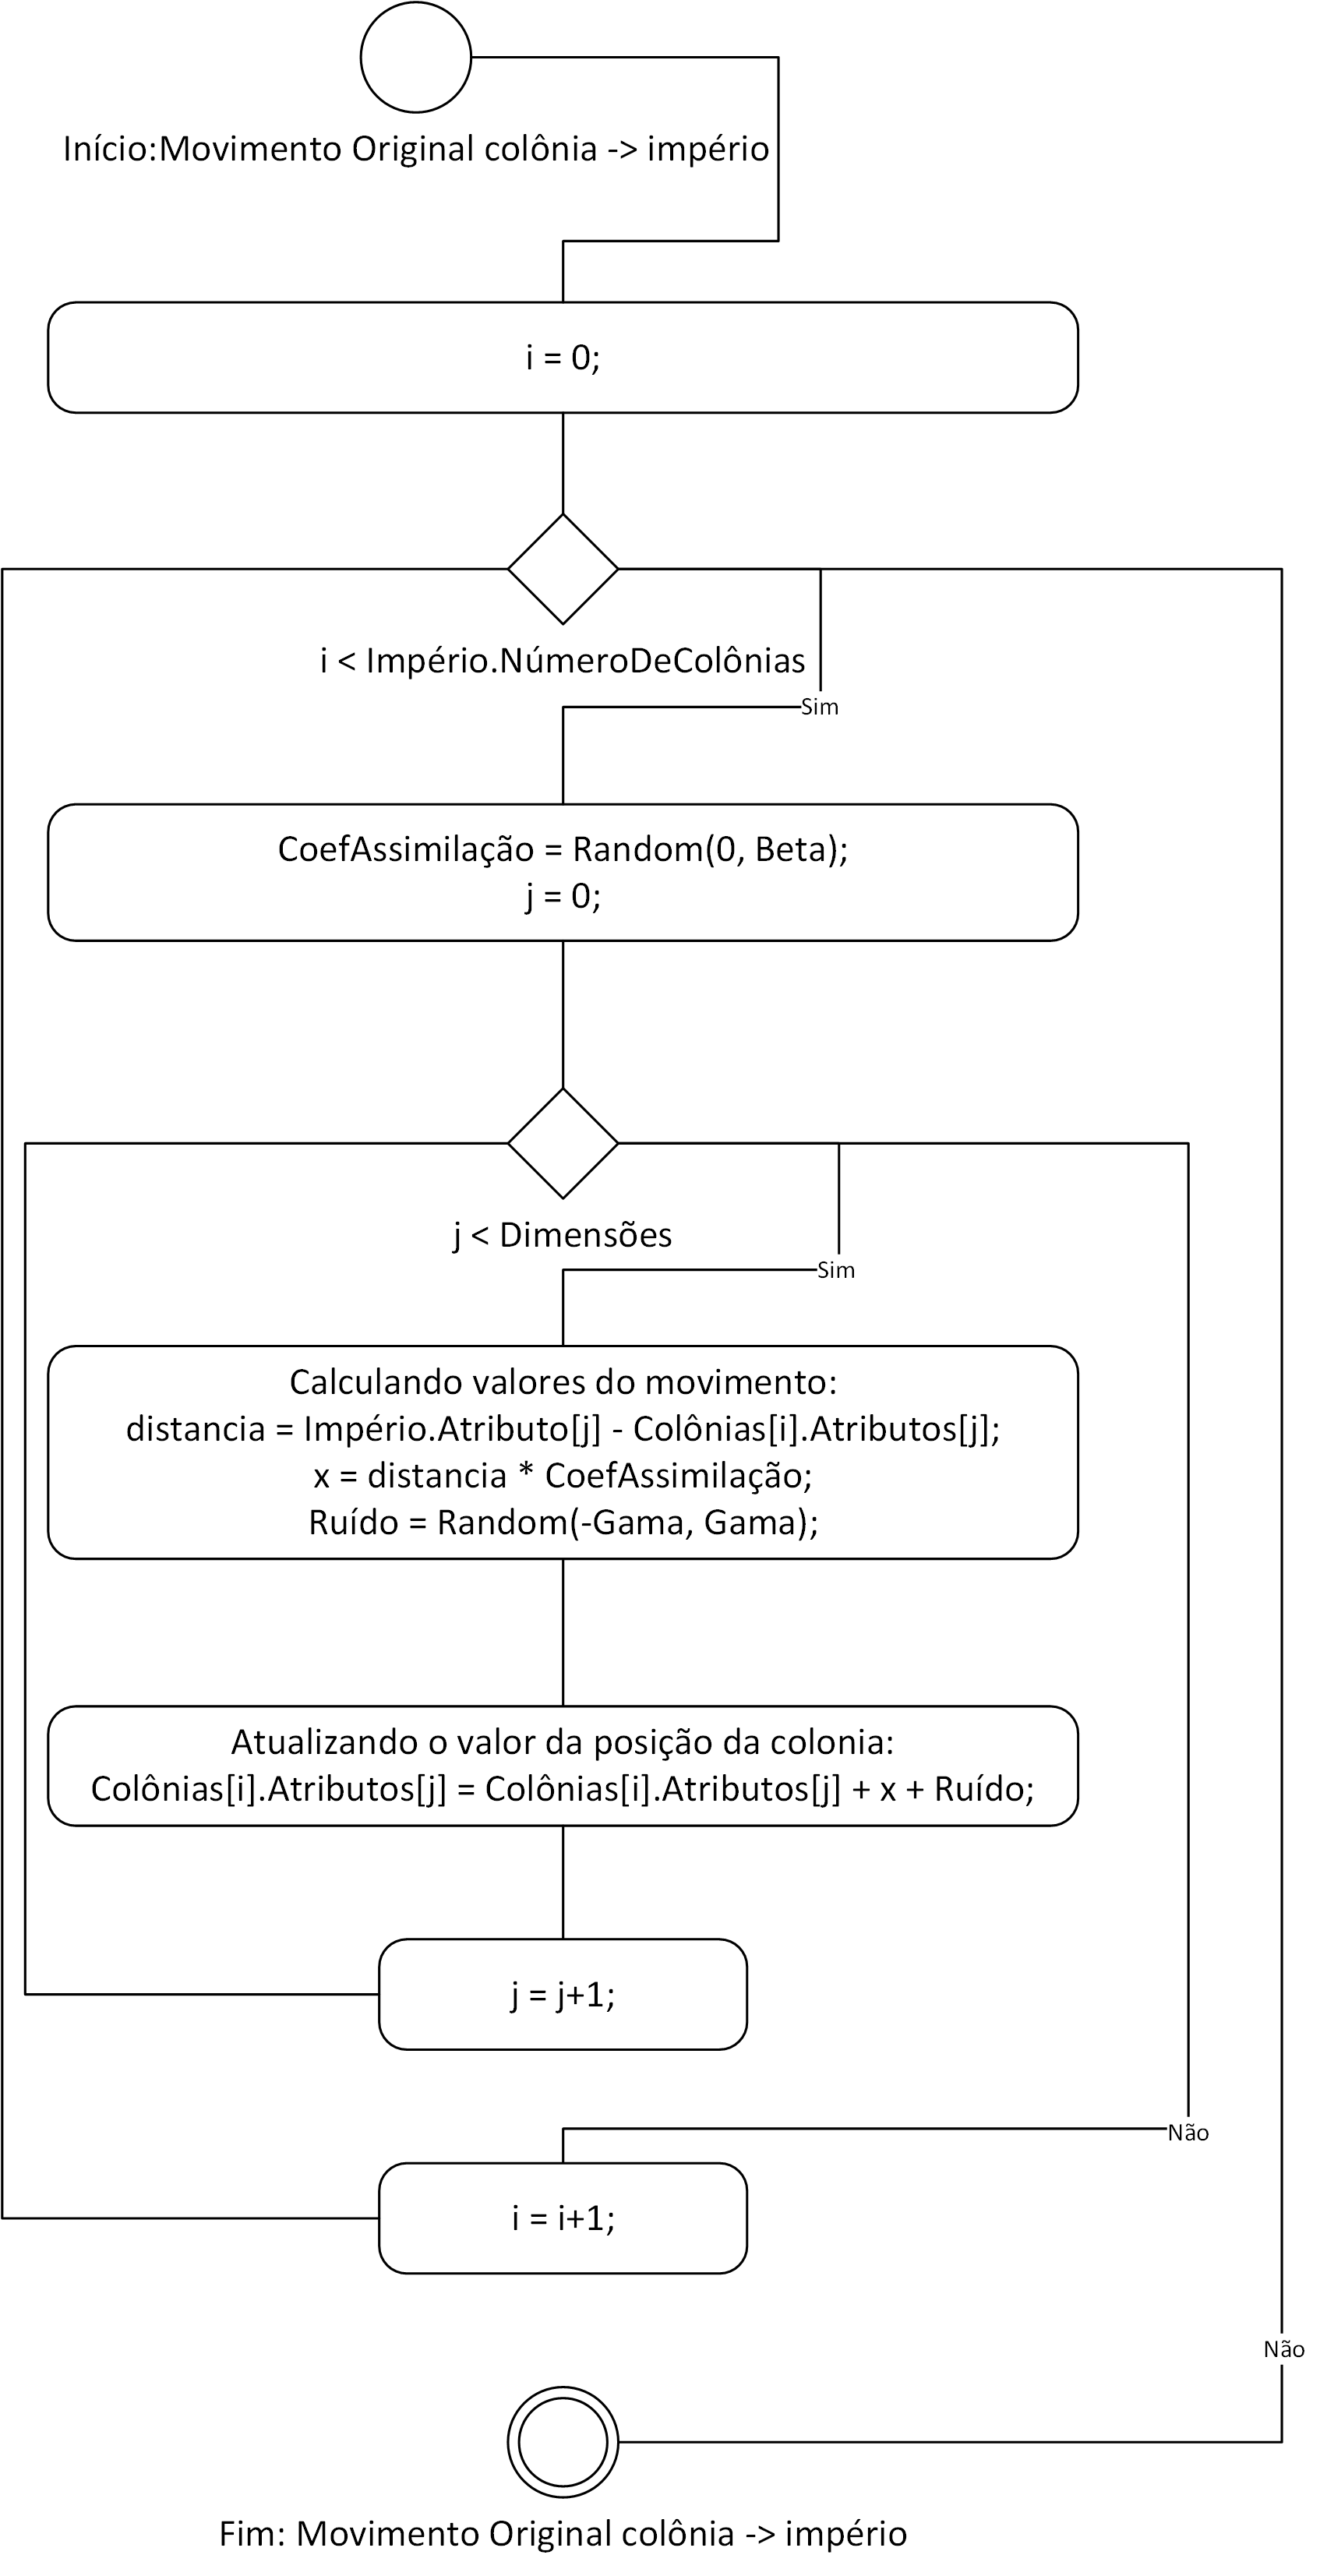 Início:Movimento Original colônia -> império
i = 0;
i < Império.NúmeroDeColônias
Sim
CoefAssimilação = Random(0, Beta);
j = 0;
j < Dimensões
Sim
Calculando valores do movimento:
distancia = Império.Atributo[j] - Colônias[i].Atributos[j];
x = distancia * CoefAssimilação;
Ruído = Random(-Gama, Gama);
Atualizando o valor da posição da colonia:
Colônias[i].Atributos[j] = Colônias[i].Atributos[j] + x + Ruído;
j = j+1;
Não
i = i+1;
Não
Fim: Movimento Original colônia -> império